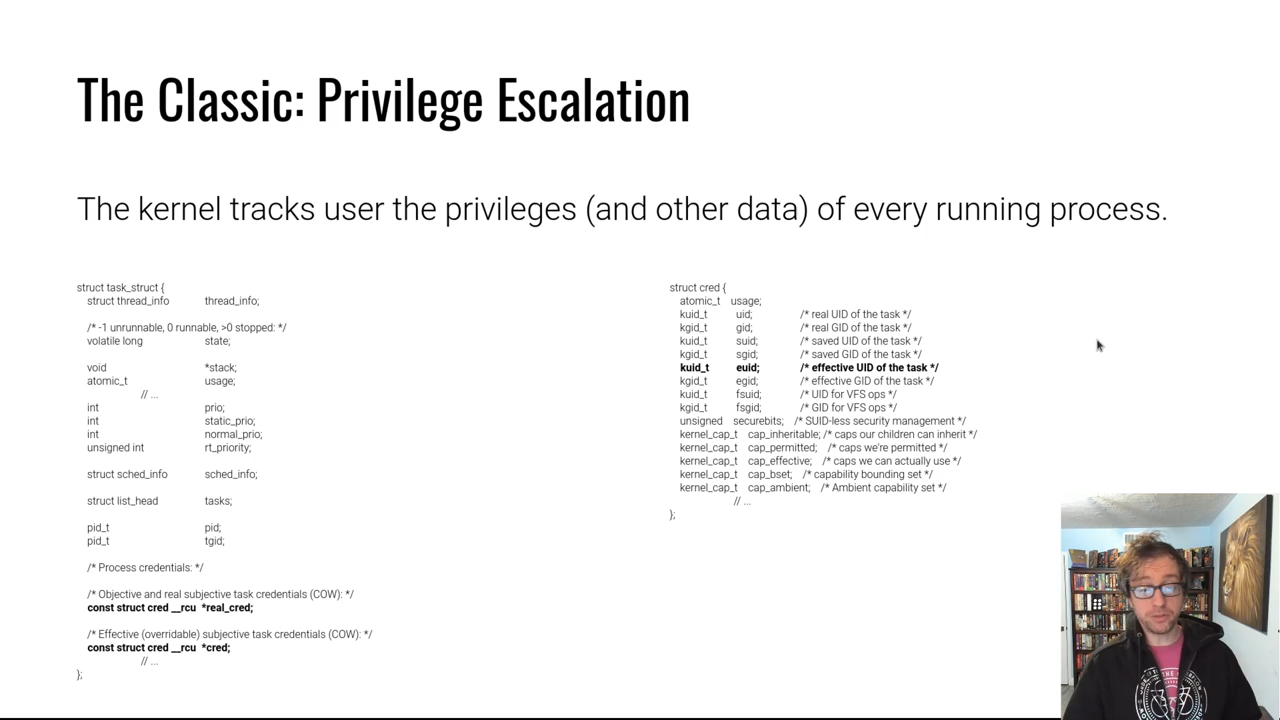 The Classic: Privilege Escalation
The kernel tracks user the privileges (and other data) of every running process.
struct task_struct {
struct thread_info thread_info;
/* -1 unrunnable, 0 runnable, >0 stopped: */
volatile long state;
void *stack;
atomic_t usage;
// ...
int prio;
int static_prio;
int normal_prio;
unsigned int rt_priority;
struct sched_info sched_info;
struct list_head tasks;
pid_t pid;
pid_t tgid;
/* Process credentials: */
/* Objective and real subjective task credentials (COW): */
const struct cred __rcu *real_cred;
/* Effective (overridable) subjective task credentials (COW): */
const struct cred __rcu *cred;
// ...
};
struct cred {
atomic_t usage;
kuid_t uid; /* real UID of the task */
kgid_t gid; /* real GID of the task */
kuid_t suid; /* saved UID of the task */
kgid_t sgid; /* saved GID of the task */
kuid_t euid; /* effective UID of the task */
kgid_t egid; /* effective GID of the task */
kuid_t fsuid; /* UID for VFS ops */
kgid_t fsgid; /* GID for VFS ops */
unsigned securebits; /* SUID-less security management */
kernel_cap_t cap_inheritable; /* caps our children can inherit */
kernel_cap_t cap_permitted; /* caps we're permitted */
kernel_cap_t cap_effective; /* caps we can actually use */
kernel_cap_t cap_bset; /* capability bounding set */
kernel_cap_t cap_ambient; /* Ambient capability set */
// ...
};